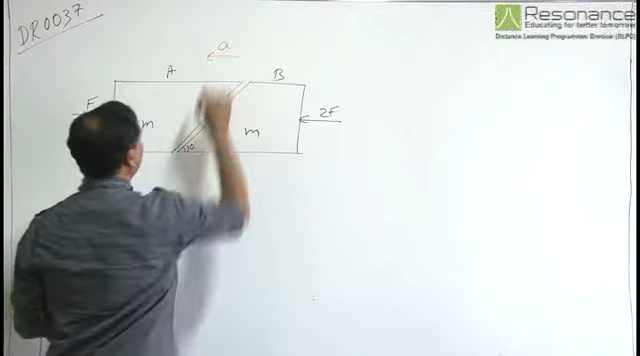 DR0037
Resonance
Educating for better tomorrow
Distance Learning Programmes Division (DLPD)
a
A
B
F
2F
m
m
30